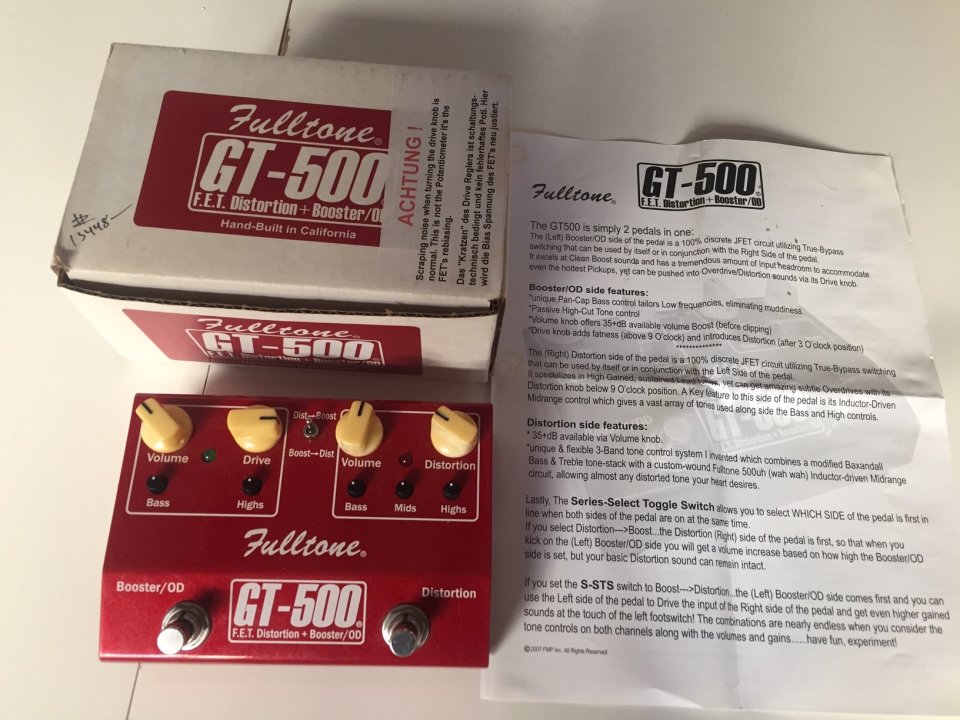 Fulltone®
GT-500
F.E.T. Distortion + Booster/OD
Hand-Built in California
#
13448-
ACHTUNG !
Scraping noise when turning the drive knob is
normal. This is not the Potentiometer it's the
FET's rebiasing.
Das "Kratzen" des Drive Reglers ist schaltungs-
technisch bedingt und kein fehlerhaftes Poti. Hier
wird die Bias Spannung des FET's neu justiert.
Fulltone®
GT-500
F.E.T. Distortion + Booster/OD
Volume
Drive
Bass
Highs
Dist→Boost
Boost→Dist
Volume
Distortion
Bass
Mids
Highs
Fulltone®
Booster/OD
Distortion
GT-500®
F.E.T. Distortion + Booster/OD
Fulltone®
GT-500®
F.E.T. Distortion + Booster/OD
The GT500 is simply 2 pedals in one:
The (Left) Booster/OD side of the pedal is a 100% discrete JFET circuit utilizing True-Bypass
switching that can be used by itself or in conjunction with the Right Side of the pedal.
It excels at Clean Boost sounds and has a tremendous amount of Input headroom to accommodate
even the hottest Pickups, yet can be pushed into Overdrive/Distortion sounds via its Drive knob.
Booster/OD side features:
*unique Pan-Cap Bass control tailors Low frequencies, eliminating muddiness.
*Passive High-Cut Tone control
*Volume knob offers 35+dB available volume Boost (before clipping)
*Drive knob adds fatness (above 9 O'clock) and introduces Distortion (after 3 O'clock position)
*************
The (Right) Distortion side of the pedal is a 100% discrete JFET circuit utilizing True-Bypass switching
that can be used by itself or in conjunction with the Left Side of the pedal..
It specializes in High Gained, sustained Lead tones, yet can get amazing subtle Overdrives with its
Distortion knob below 9 O'clock position. A Key feature to this side of the pedal is its Inductor-Driven
Midrange control which gives a vast array of tones used along side the Bass and High controls.
Distortion side features:
* 35+dB available via Volume knob.
*unique & flexible 3-Band tone control system I invented which combines a modified Baxandall
Bass & Treble tone-stack with a custom-wound Fulltone 500uh (wah wah) Inductor-driven Midrange
circuit, allowing almost any distorted tone your heart desires.
Lastly, The Series-Select Toggle Switch allows you to select WHICH SIDE of the pedal is first in
line when both sides of the pedal are on at the same time.
If you select Distortion--->Boost...the Distortion (Right) side of the pedal is first, so that when you
kick on the (Left) Booster/OD side you will get a volume increase based on how high the Booster/OD
side is set, but your basic Distortion sound can remain intact.
If you set the S-STS switch to Boost--->Distortion...the (Left) Booster/OD side comes first and you can
use the Left side of the pedal to Drive the input of the Right side of the pedal and get even higher gained
sounds at the touch of the left footswitch! The combinations are nearly endless when you consider the
tone controls on both channels along with the volumes and gains......have fun, experiment!
©2007 FMP Inc. All Rights Reserved